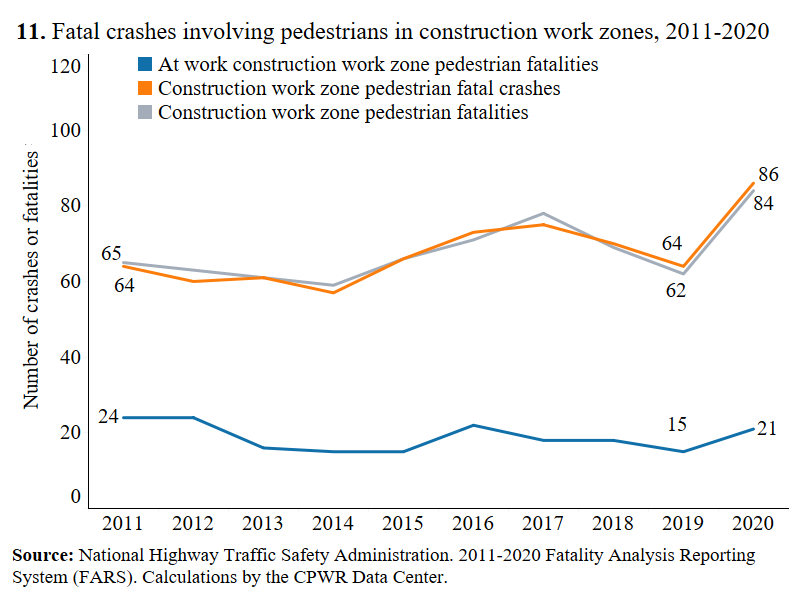 11. Fatal crashes involving pedestrians in construction work zones, 2011-2020
120
At work construction work zone pedestrian fatalities
Construction work zone pedestrian fatal crashes
Construction work zone pedestrian fatalities
100
80
60
40
20
0
Number of crashes or fatalities
65
64
64
62
86
84
24
15
21
2011 2012 2013 2014 2015 2016 2017 2018 2019 2020
Source: National Highway Traffic Safety Administration. 2011-2020 Fatality Analysis Reporting
System (FARS). Calculations by the CPWR Data Center.